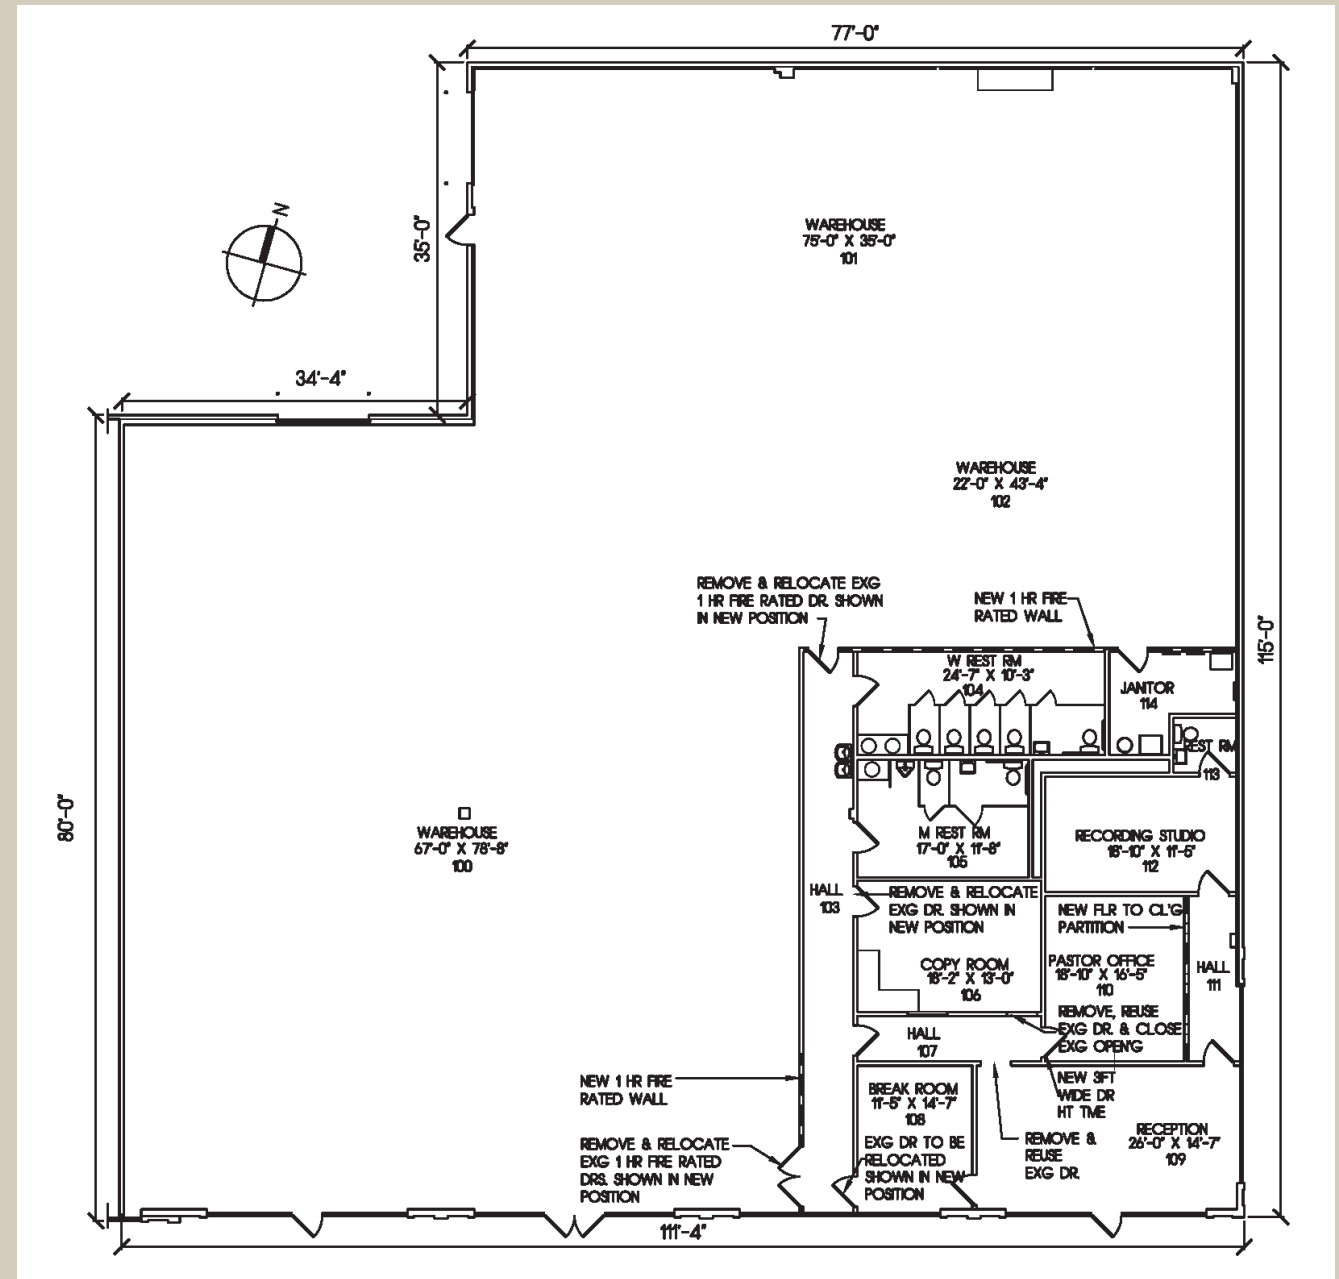 77'-0"
N
35'-0"
WAREHOUSE
75'-0" X 35'-0"
101
34'-4"
WAREHOUSE
22'-0" X 43'-4"
102
REMOVE & RELOCATE EXG
1 HR FIRE RATED DR. SHOWN
IN NEW POSITION
NEW 1 HR FIRE
RATED WALL
115'-0"
W REST RM
24'-7" X 10'-3"
104
JANITOR
114
REST RM
113
80'-0"
WAREHOUSE
67'-0" X 78'-8"
100
M REST RM
17'-0" X 11'-8"
105
RECORDING STUDIO
18'-10" X 11'-5"
112
HALL
103
REMOVE & RELOCATE
EXG DR. SHOWN IN
NEW POSITION
NEW FLR TO CL'G
PARTITION
COPY ROOM
18'-2" X 13'-0"
106
PASTOR OFFICE
18'-10" X 16'-5"
110
HALL
111
REMOVE, REUSE
EXG DR. & CLOSE
EXG OPEN'G
HALL
107
NEW 1 HR FIRE
RATED WALL
BREAK ROOM
11'-5" X 14'-7"
108
NEW 3FT
WIDE DR
HT TME
REMOVE & RELOCATE
EXG 1 HR FIRE RATED
DRS. SHOWN IN NEW
POSITION
EXG DR TO BE
RELOCATED
SHOWN IN NEW
POSITION
REMOVE &
REUSE
EXG DR.
RECEPTION
26'-0" X 14'-7"
109
111'-4"